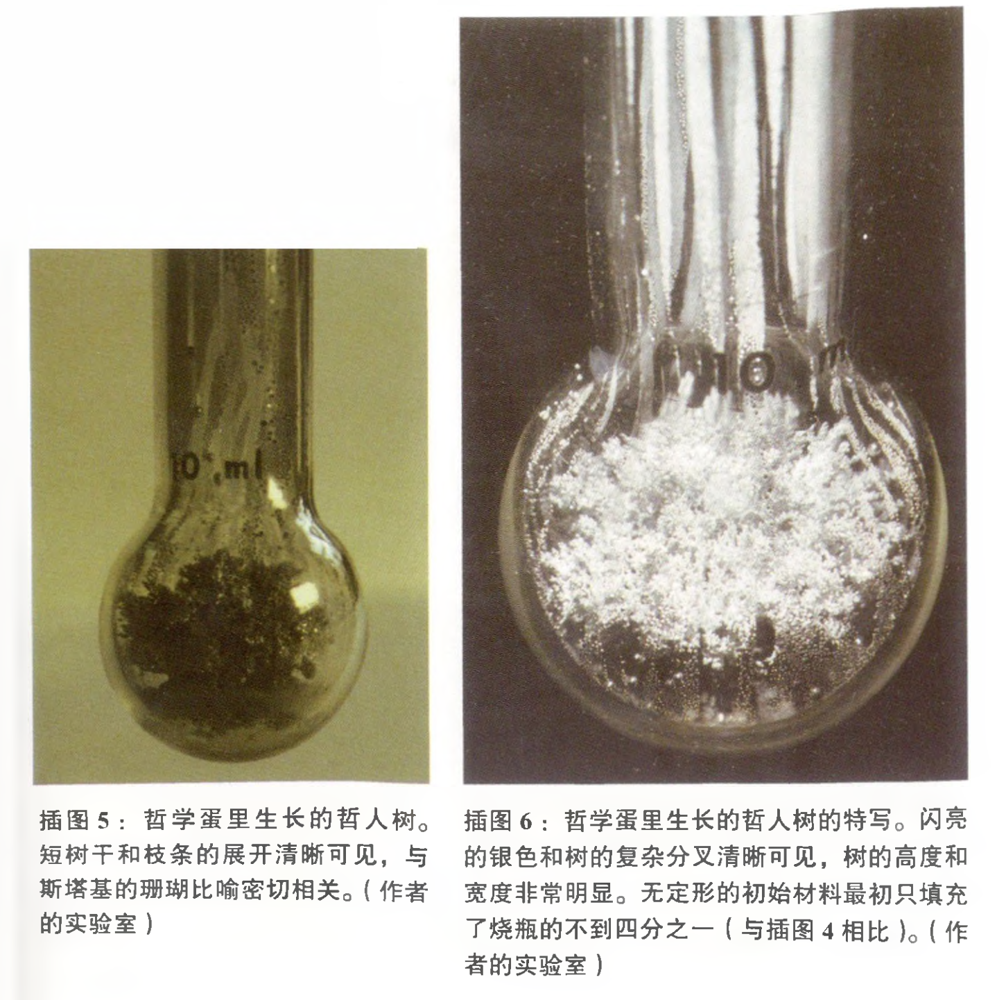 10 ml
010 m
插图 5：哲学蛋里生长的哲人树。
短树干和枝条的展开清晰可见，与
斯塔基的珊瑚比喻密切相关。（作者
的实验室）
插图 6：哲学蛋里生长的哲人树的特写。闪亮
的银色和树的复杂分叉清晰可见，树的高度和
宽度非常明显。无定形的初始材料最初只填充
了烧瓶的不到四分之一（与插图 4 相比）。（作
者的实验室）